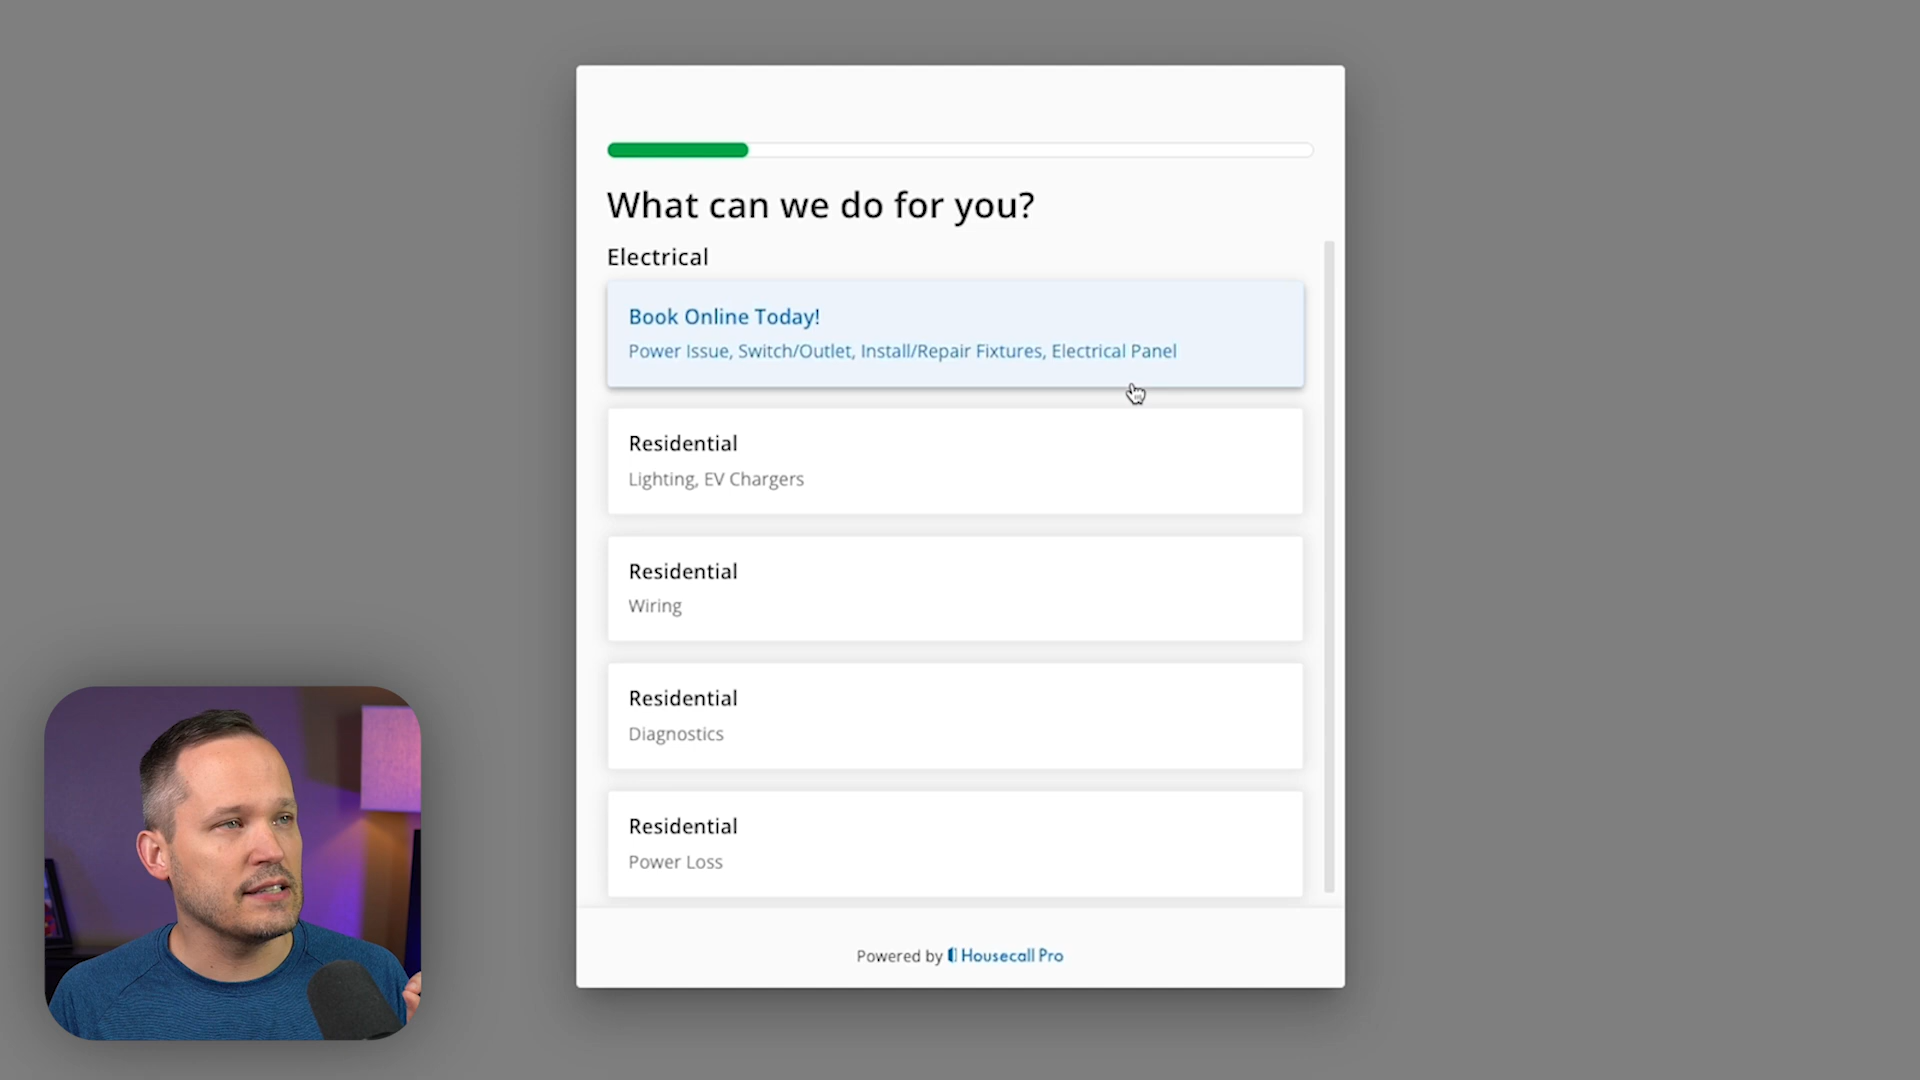 What can we do for you?
Electrical
Book Online Today!
Power Issue, Switch/Outlet, Install/Repair Fixtures, Electrical Panel
Residential
Lighting, EV Chargers
Residential
Wiring
Residential
Diagnostics
Residential
Power Loss
Powered by Housecall Pro